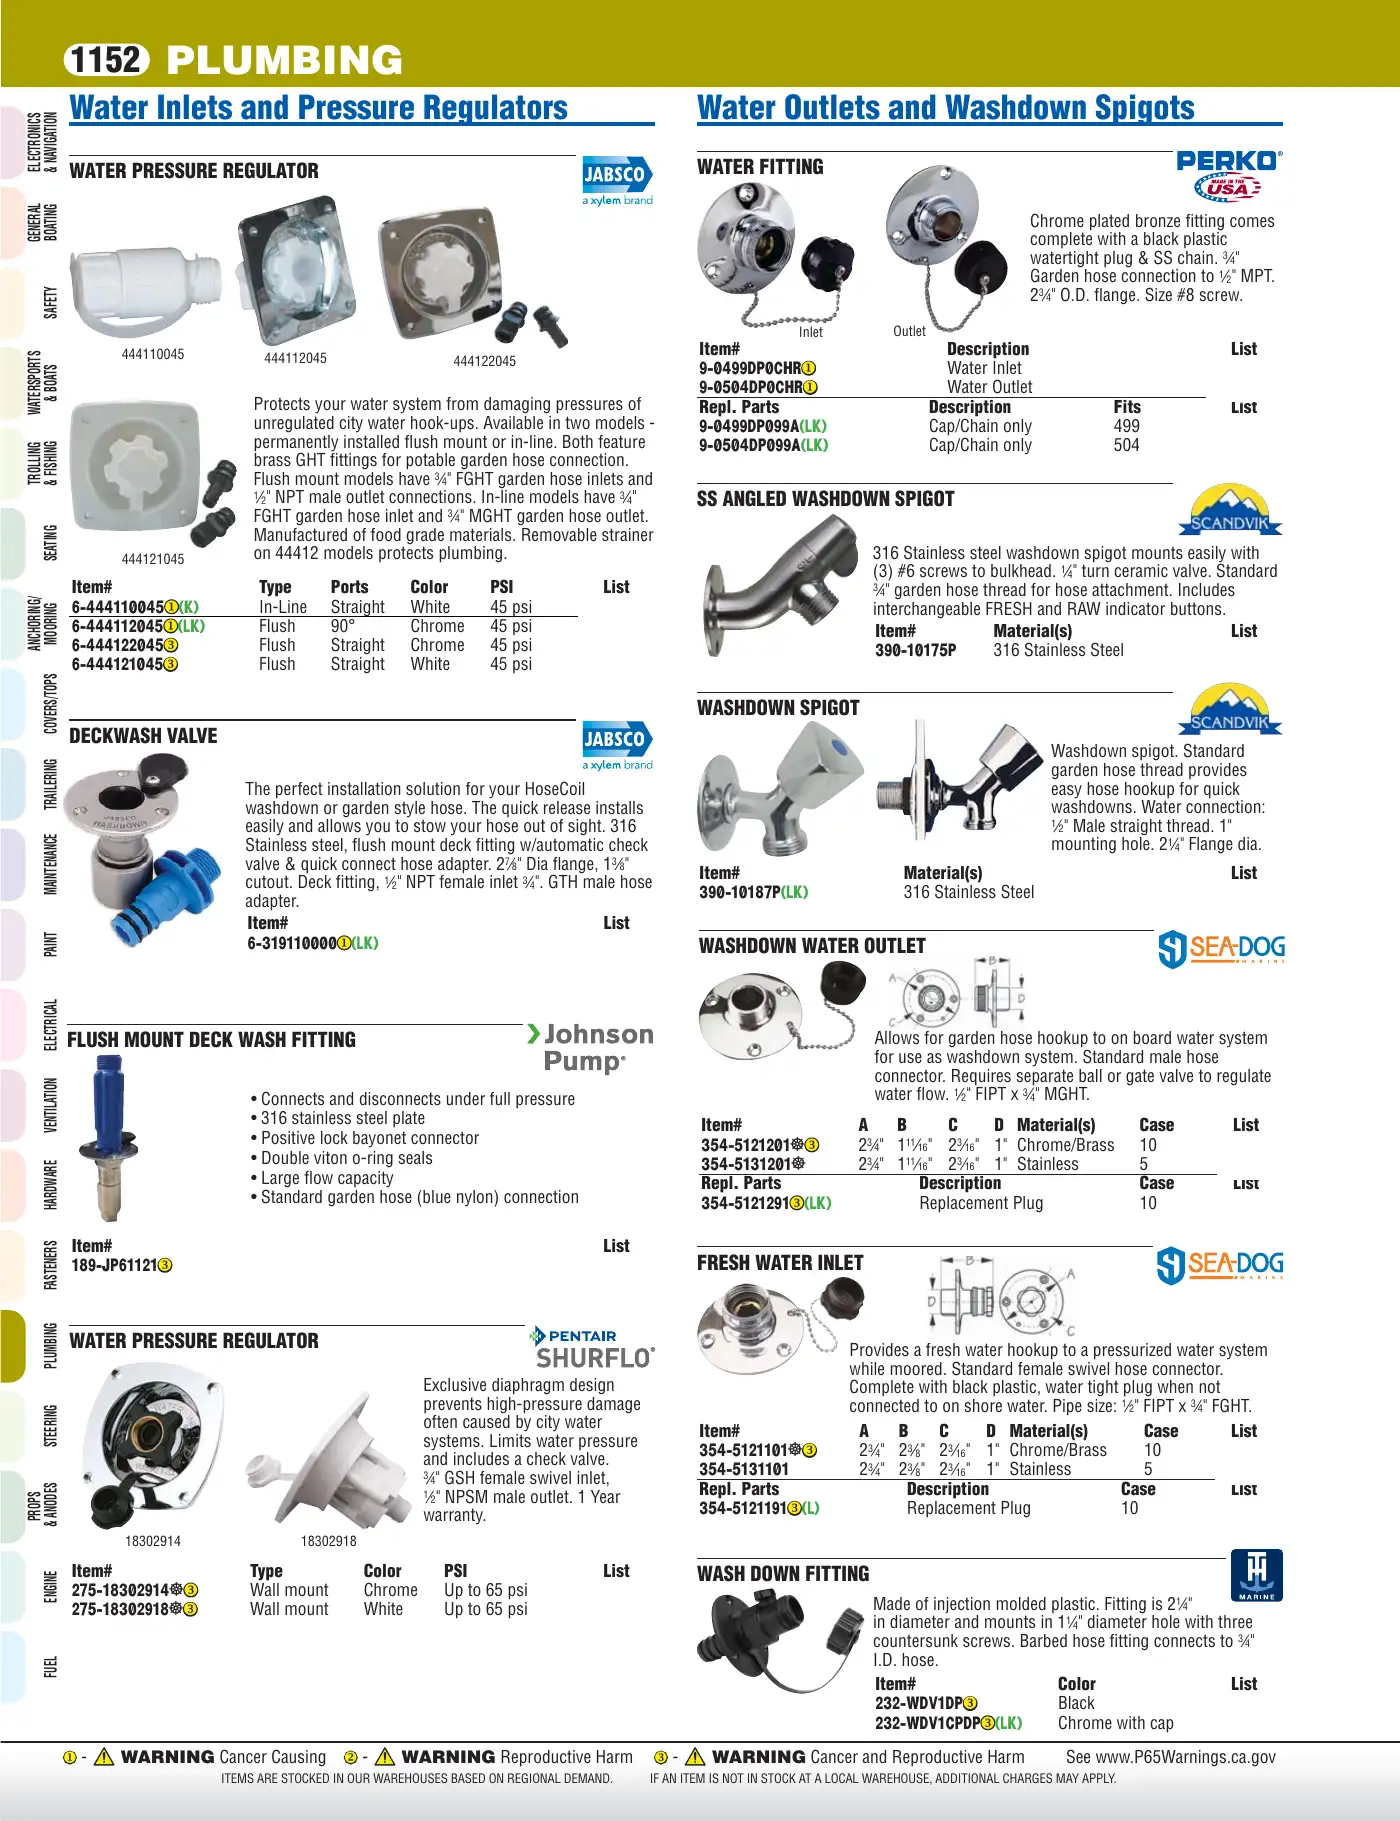 1152 PLUMBING
Water Inlets and Pressure Regulators
WATER PRESSURE REGULATOR
JABSCO
a xylem brand
444110045
444112045
444122045
444121045
Protects your water system from damaging pressures of
unregulated city water hook-ups. Available in two models -
permanently installed flush mount or in-line. Both feature
brass GHT fittings for potable garden hose connection.
Flush mount models have ¾" FGHT garden hose inlets and
½" NPT male outlet connections. In-line models have ¾"
FGHT garden hose inlet and ¾" MGHT garden hose outlet.
Manufactured of food grade materials. Removable strainer
on 44412 models protects plumbing.
Item# Type Ports Color PSI List
6-444110045①(K) In-Line Straight White 45 psi
6-444112045①(LK) Flush 90° Chrome 45 psi
6-444122045③ Flush Straight Chrome 45 psi
6-444121045③ Flush Straight White 45 psi
DECKWASH VALVE
JABSCO
a xylem brand
JABSCO
WASHDOWN
The perfect installation solution for your HoseCoil
washdown or garden style hose. The quick release installs
easily and allows you to stow your hose out of sight. 316
Stainless steel, flush mount deck fitting w/automatic check
valve & quick connect hose adapter. 2⅞" Dia flange, 1⅜"
cutout. Deck fitting, ½" NPT female inlet ¾". GTH male hose
adapter.
Item# List
6-319110000①(LK)
FLUSH MOUNT DECK WASH FITTING
Johnson
Pump®
• Connects and disconnects under full pressure
• 316 stainless steel plate
• Positive lock bayonet connector
• Double viton o-ring seals
• Large flow capacity
• Standard garden hose (blue nylon) connection
Item# List
189-JP61121③
WATER PRESSURE REGULATOR
PENTAIR
SHURFLO®
Exclusive diaphragm design
prevents high-pressure damage
often caused by city water
systems. Limits water pressure
and includes a check valve.
¾" GSH female swivel inlet,
½" NPSM male outlet. 1 Year
warranty.
18302914
18302918
Item# Type Color PSI List
275-18302914☸③ Wall mount Chrome Up to 65 psi
275-18302918☸③ Wall mount White Up to 65 psi
Water Outlets and Washdown Spigots
WATER FITTING
PERKO®
MADE IN THE
USA
Inlet
Outlet
Chrome plated bronze fitting comes
complete with a black plastic
watertight plug & SS chain. ¾"
Garden hose connection to ½" MPT.
2¾" O.D. flange. Size #8 screw.
Item# Description List
9-0499DP0CHR① Water Inlet
9-0504DP0CHR① Water Outlet
Repl. Parts Description Fits List
9-0499DP099A(LK) Cap/Chain only 499
9-0504DP099A(LK) Cap/Chain only 504
SS ANGLED WASHDOWN SPIGOT
SCANDVIK
316 Stainless steel washdown spigot mounts easily with
(3) #6 screws to bulkhead. ¼" turn ceramic valve. Standard
¾" garden hose thread for hose attachment. Includes
interchangeable FRESH and RAW indicator buttons.
Item# Material(s) List
390-10175P 316 Stainless Steel
WASHDOWN SPIGOT
SCANDVIK
Washdown spigot. Standard
garden hose thread provides
easy hose hookup for quick
washdowns. Water connection:
½" Male straight thread. 1"
mounting hole. 2¼" Flange dia.
Item# Material(s) List
390-10187P(LK) 316 Stainless Steel
WASHDOWN WATER OUTLET
SEA-DOG
MARINE
A B C D
Allows for garden hose hookup to on board water system
for use as washdown system. Standard male hose
connector. Requires separate ball or gate valve to regulate
water flow. ½" FIPT x ¾" MGHT.
Item# A B C D Material(s) Case List
354-5121201☸③ 2¾" 1¹¹⁄₁₆" 2³⁄₁₆" 1" Chrome/Brass 10
354-5131201☸ 2¾" 1¹¹⁄₁₆" 2³⁄₁₆" 1" Stainless 5
Repl. Parts Description Case List
354-5121291③(LK) Replacement Plug 10
FRESH WATER INLET
SEA-DOG
MARINE
B A D C
Provides a fresh water hookup to a pressurized water system
while moored. Standard female swivel hose connector.
Complete with black plastic, water tight plug when not
connected to on shore water. Pipe size: ½" FIPT x ¾" FGHT.
Item# A B C D Material(s) Case List
354-5121101☸③ 2¾" 2⅜" 2³⁄₁₆" 1" Chrome/Brass 10
354-5131101 2¾" 2⅜" 2³⁄₁₆" 1" Stainless 5
Repl. Parts Description Case List
354-5121191③(L) Replacement Plug 10
WASH DOWN FITTING
TH
MARINE
Made of injection molded plastic. Fitting is 2¼"
in diameter and mounts in 1¼" diameter hole with three
countersunk screws. Barbed hose fitting connects to ¾"
I.D. hose.
Item# Color List
232-WDV1DP③ Black
232-WDV1CPDP③(LK) Chrome with cap
ELECTRONICS & NAVIGATION
GENERAL BOATING
SAFETY
WATERSPORTS & BOATS
TROLLING & FISHING
SEATING
ANCHORING/ MOORING
COVERS/TOPS
TRAILERING
MAINTENANCE
PAINT
ELECTRICAL
VENTILATION
HARDWARE
FASTENERS
PLUMBING
STEERING
PROPS & ANODES
ENGINE
FUEL
① - ⚠ WARNING Cancer Causing ② - ⚠ WARNING Reproductive Harm ③ - ⚠ WARNING Cancer and Reproductive Harm See www.P65Warnings.ca.gov
ITEMS ARE STOCKED IN OUR WAREHOUSES BASED ON REGIONAL DEMAND. IF AN ITEM IS NOT IN STOCK AT A LOCAL WAREHOUSE, ADDITIONAL CHARGES MAY APPLY.